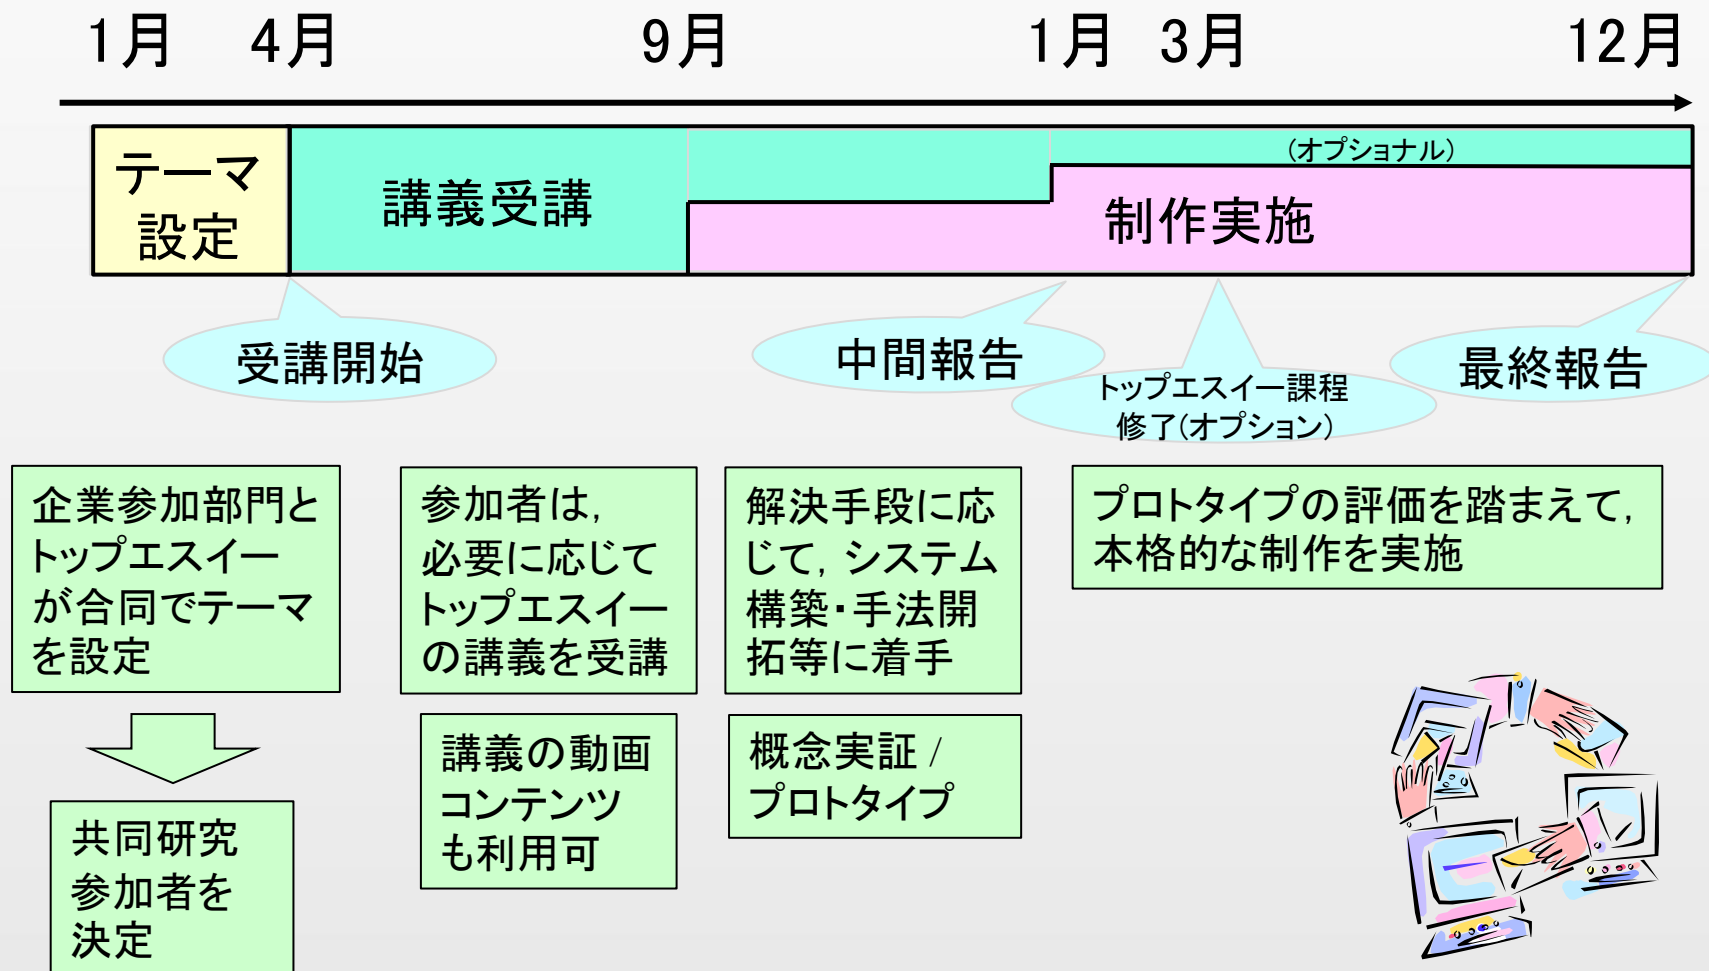 1月 4月 9月 1月 3月 12月
テーマ
設定
講義受講
(オプショナル)
制作実施
受講開始
中間報告
トップエスイー課程
修了(オプション)
最終報告
企業参加部門と
トップエスイー
が合同でテーマ
を設定
共同研究
参加者を
決定
参加者は,
必要に応じて
トップエスイー
の講義を受講
講義の動画
コンテンツ
も利用可
解決手段に応
じて, システム
構築・手法開
拓等に着手
概念実証 /
プロトタイプ
プロトタイプの評価を踏まえて,
本格的な制作を実施